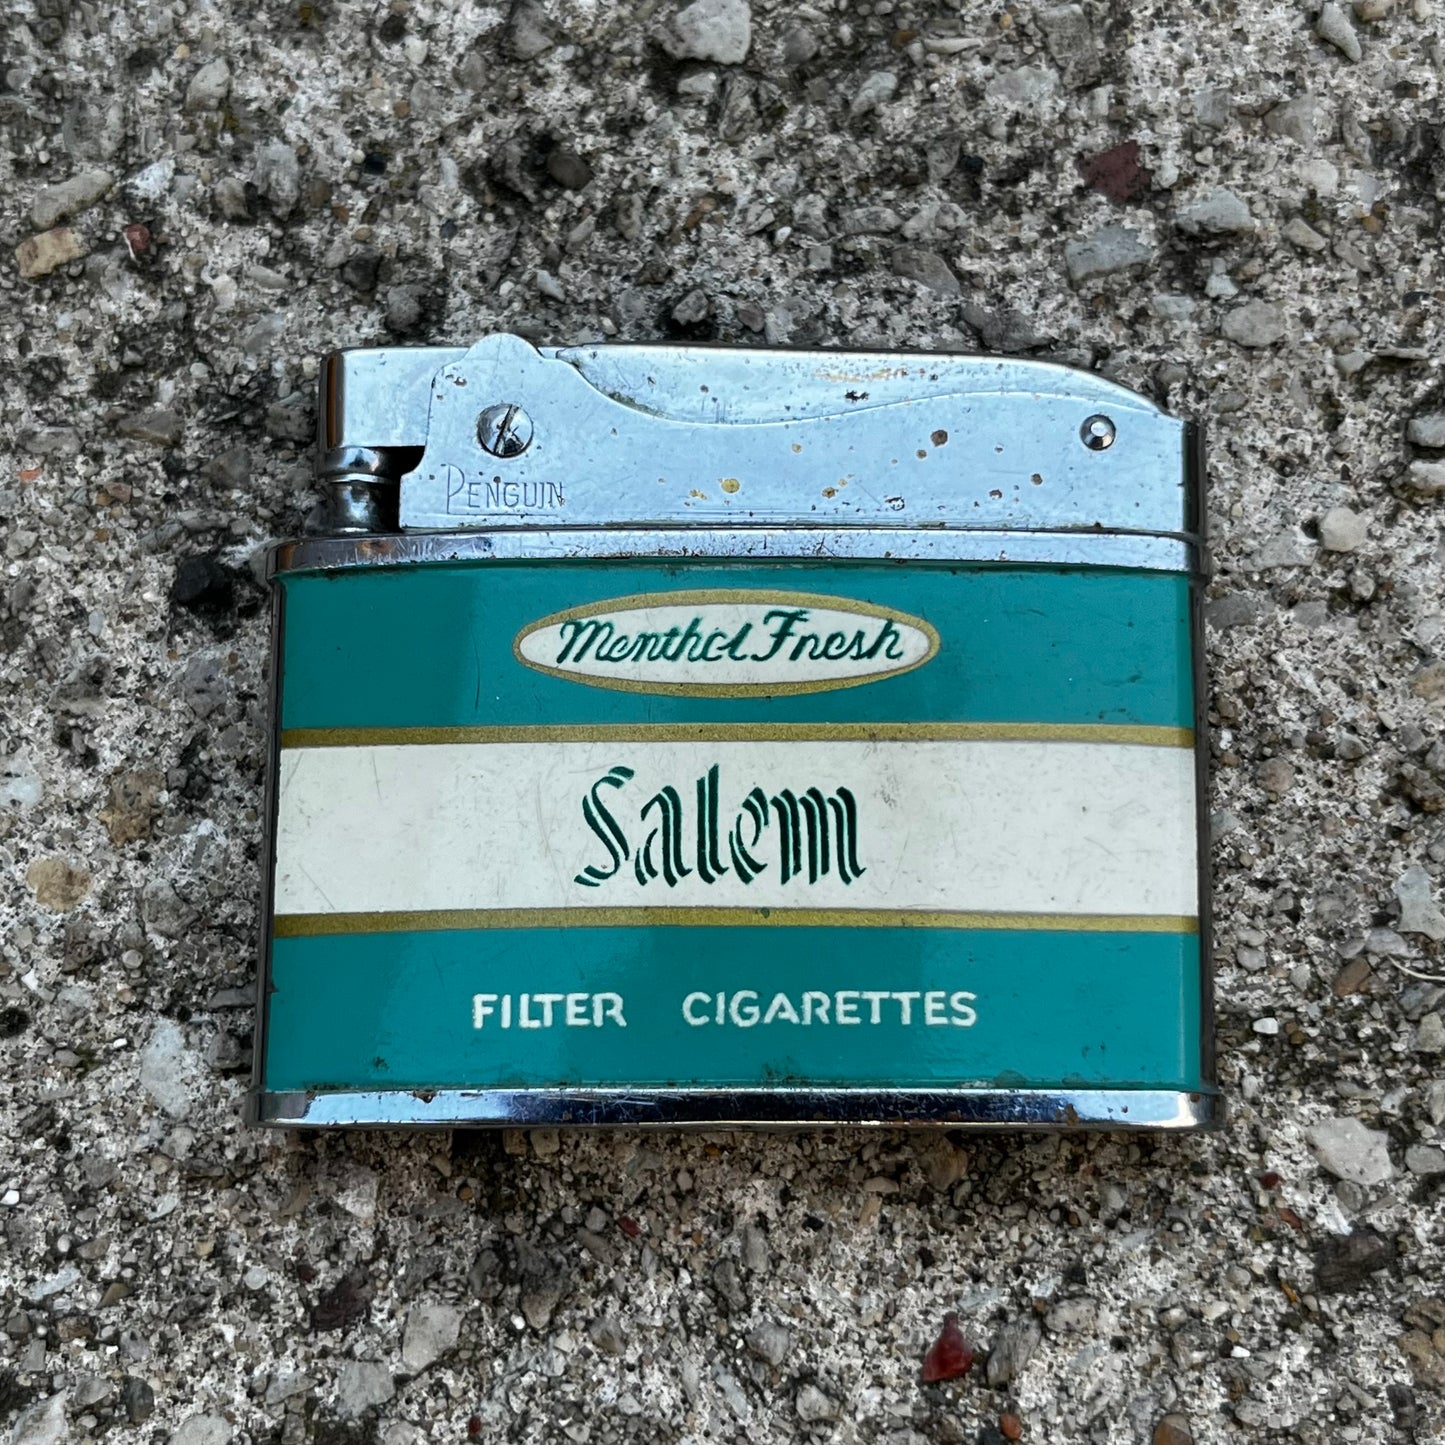 PENGUIN
Menthol Fresh
Salem
FILTER CIGARETTES